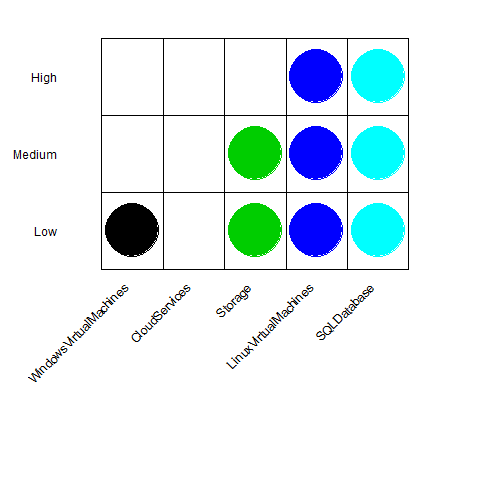 High
Medium
Low
WindowsVirtualMachines
CloudServices
Storage
LinuxVirtualMachines
SQLDatabase